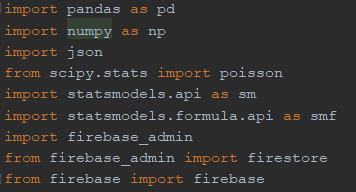 import pandas as pd
import numpy as np
import json
from scipy.stats import poisson
import statsmodels.api as sm
import statsmodels.formula.api as smf
import firebase_admin
from firebase_admin import firestore
from firebase import firebase